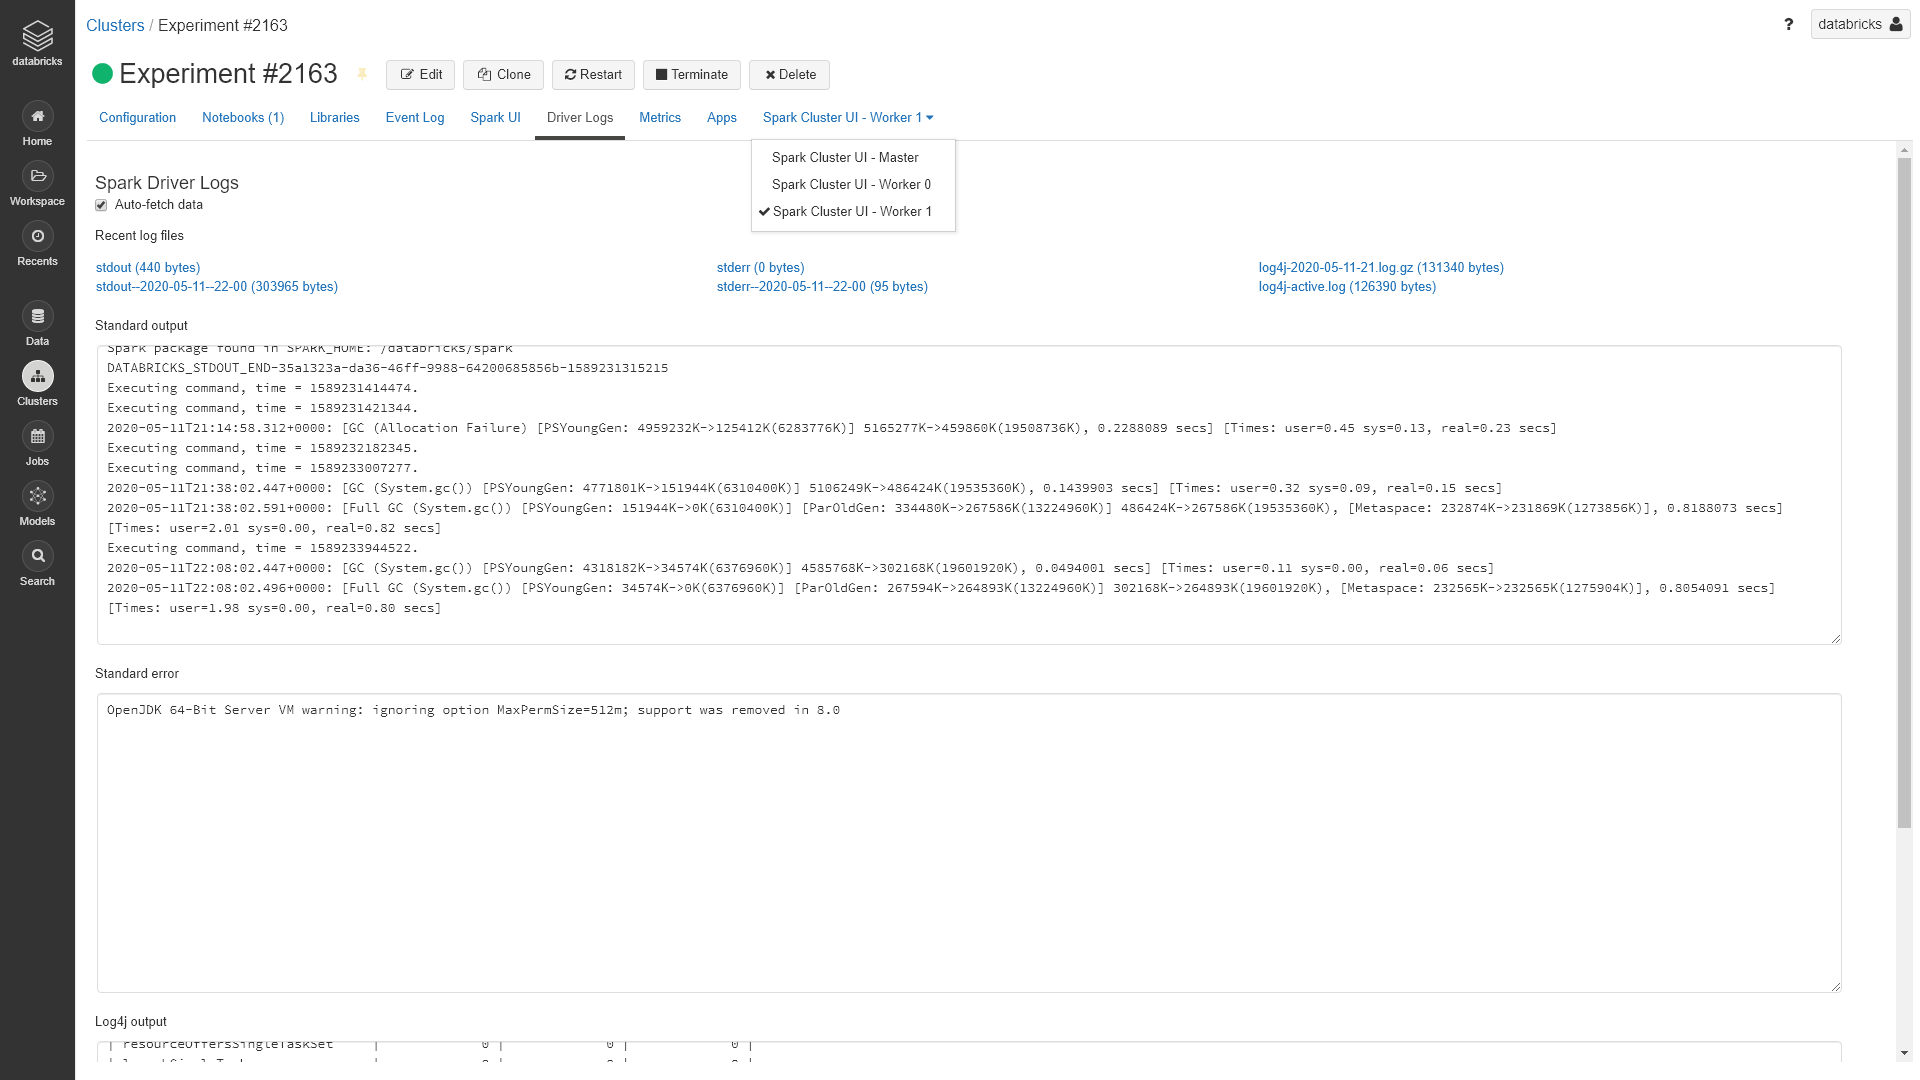 databricks
Home
Workspace
Recents
Data
Clusters
Jobs
Models
Search
Clusters / Experiment #2163
? databricks
Experiment #2163 Edit Clone Restart Terminate Delete
Configuration Notebooks (1) Libraries Event Log Spark UI Driver Logs Metrics Apps Spark Cluster UI - Worker 1
Spark Cluster UI - Master
Spark Cluster UI - Worker 0
Spark Cluster UI - Worker 1
Spark Driver Logs
Auto-fetch data
Recent log files
stdout (440 bytes) stderr (0 bytes) log4j-2020-05-11-21.log.gz (131340 bytes)
stdout--2020-05-11--22-00 (303965 bytes) stderr--2020-05-11--22-00 (95 bytes) log4j-active.log (126390 bytes)
Standard output
Spark package found in SPARK_HOME: /databricks/spark
DATABRICKS_STDOUT_END-35a1323a-da36-46ff-9988-64200685856b-1589231315215
Executing command, time = 1589231414474.
Executing command, time = 1589231421344.
2020-05-11T21:14:58.312+0000: [GC (Allocation Failure) [PSYoungGen: 4959232K->125412K(6283776K)] 5165277K->459860K(19508736K), 0.2288089 secs] [Times: user=0.45 sys=0.13, real=0.23 secs]
Executing command, time = 1589232182345.
Executing command, time = 1589233007277.
2020-05-11T21:38:02.447+0000: [GC (System.gc()) [PSYoungGen: 4771801K->151944K(6310400K)] 5106249K->486424K(19535360K), 0.1439903 secs] [Times: user=0.32 sys=0.09, real=0.15 secs]
2020-05-11T21:38:02.591+0000: [Full GC (System.gc()) [PSYoungGen: 151944K->0K(6310400K)] [ParOldGen: 334480K->267586K(13224960K)] 486424K->267586K(19535360K), [Metaspace: 232874K->231869K(1273856K)], 0.8188073 secs]
[Times: user=2.01 sys=0.00, real=0.82 secs]
Executing command, time = 1589233944522.
2020-05-11T22:08:02.447+0000: [GC (System.gc()) [PSYoungGen: 4318182K->34574K(6376960K)] 4585768K->302168K(19601920K), 0.0494001 secs] [Times: user=0.11 sys=0.00, real=0.06 secs]
2020-05-11T22:08:02.496+0000: [Full GC (System.gc()) [PSYoungGen: 34574K->0K(6376960K)] [ParOldGen: 267594K->264893K(13224960K)] 302168K->264893K(19601920K), [Metaspace: 232565K->232565K(1275904K)], 0.8054091 secs]
[Times: user=1.98 sys=0.00, real=0.80 secs]
Standard error
OpenJDK 64-Bit Server VM warning: ignoring option MaxPermSize=512m; support was removed in 8.0
Log4j output
| resourceOffersSingleTaskSet | 0 | 0 | 0 |